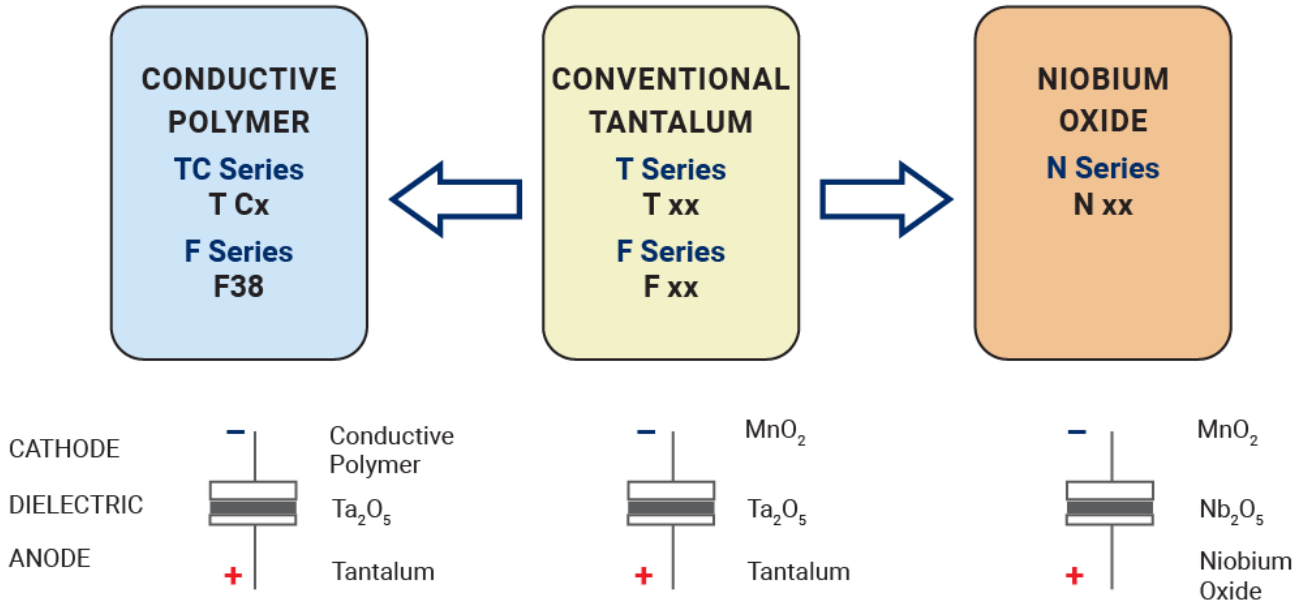 CONDUCTIVE
POLYMER
TC Series
T Cx
F Series
F38
CONVENTIONAL
TANTALUM
T Series
T xx
F Series
F xx
NIOBIUM
OXIDE
N Series
N xx
CATHODE
DIELECTRIC
ANODE
−
Conductive
Polymer
Ta₂O₅
+
Tantalum
−
MnO₂
Ta₂O₅
+
Tantalum
−
MnO₂
Nb₂O₅
+
Niobium
Oxide